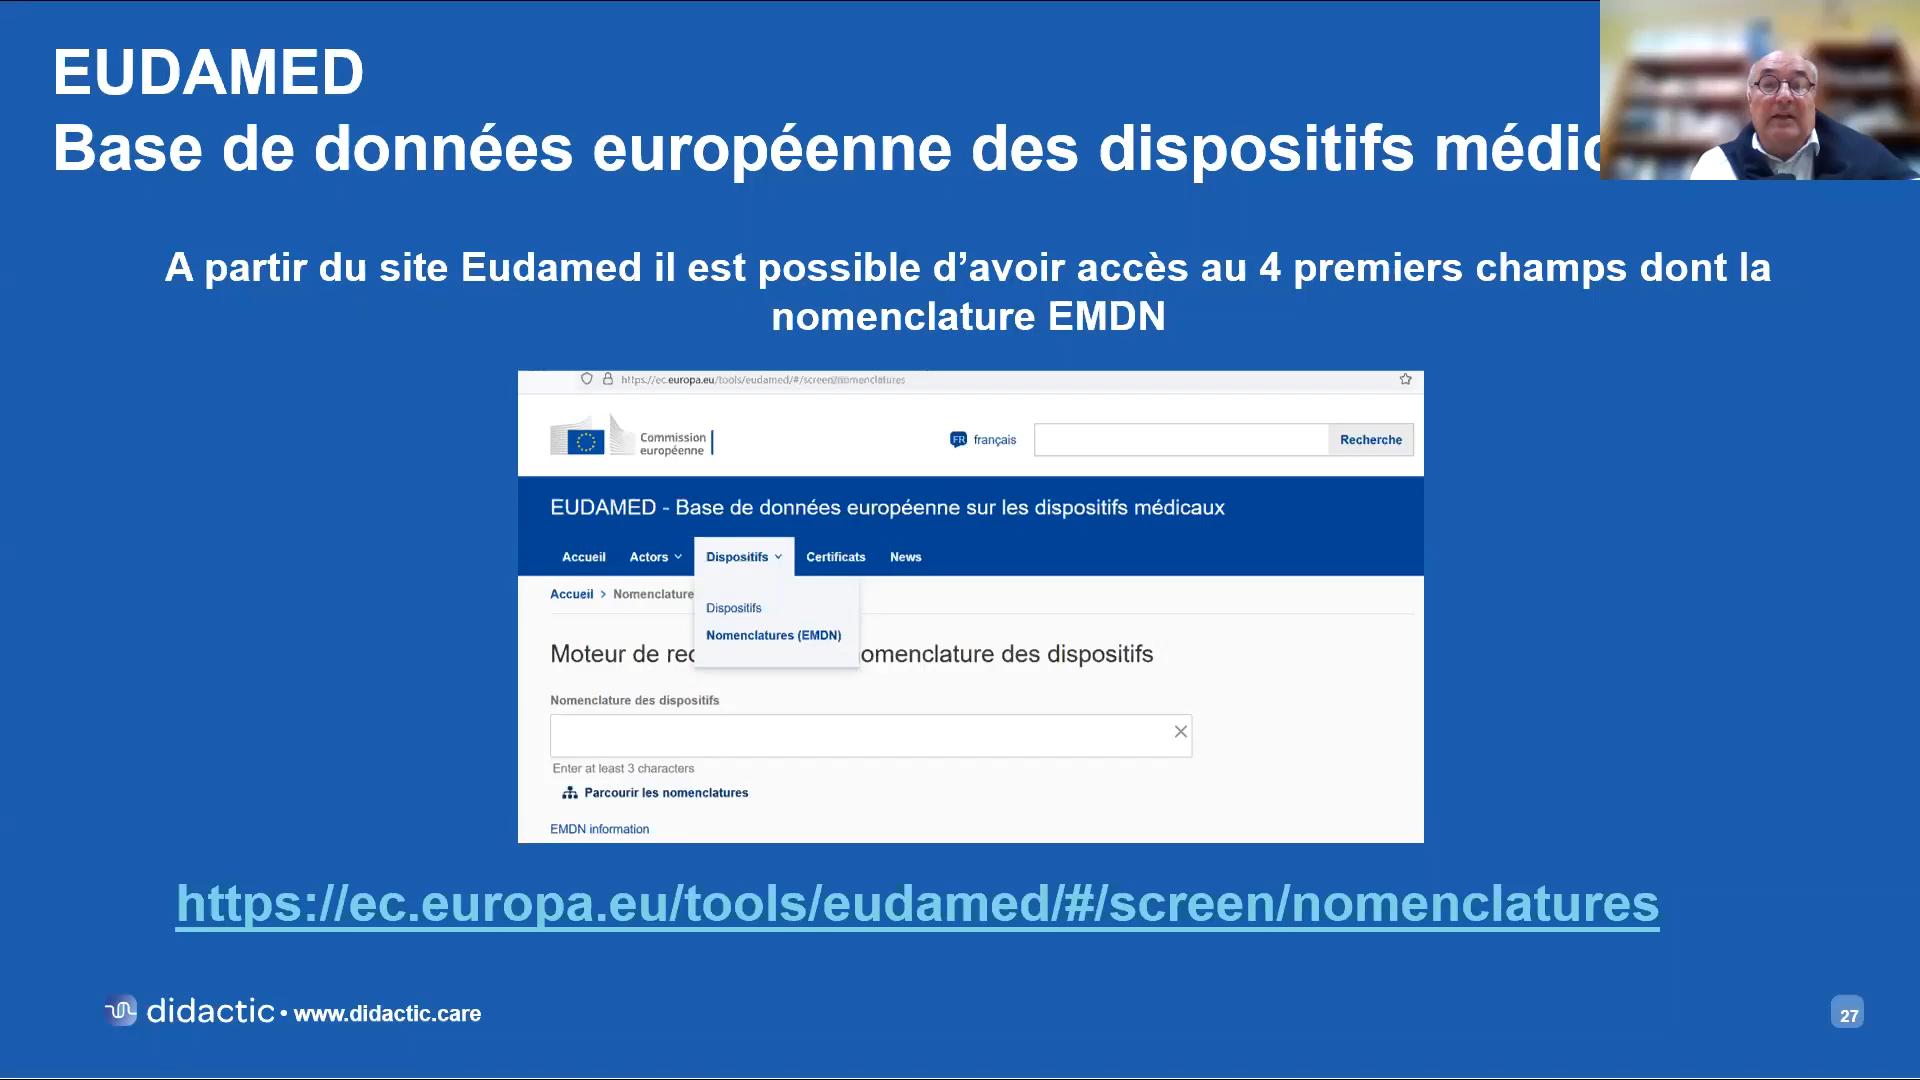 EUDAMED
Base de données européenne des dispositifs médic
A partir du site Eudamed il est possible d’avoir accès au 4 premiers champs dont la
nomenclature EMDN
https://ec.europa.eu/tools/eudamed/#/screen/nomenclatures
Commission
européenne
FR français
Recherche
EUDAMED - Base de données européenne sur les dispositifs médicaux
Accueil Actors Dispositifs Certificats News
Accueil > Nomenclature
Dispositifs
Nomenclatures (EMDN)
Moteur de rec omenclature des dispositifs
Nomenclature des dispositifs
Enter at least 3 characters
Parcourir les nomenclatures
EMDN information
https://ec.europa.eu/tools/eudamed/#/screen/nomenclatures
didactic • www.didactic.care
27